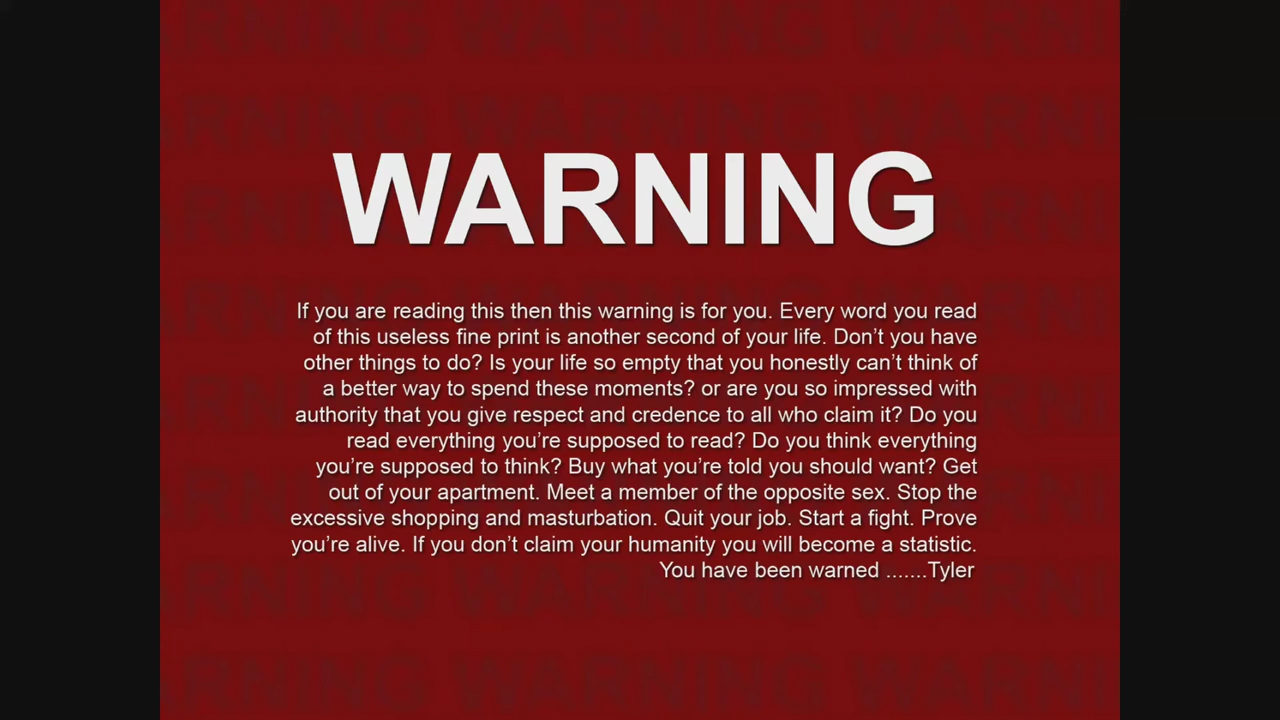 WARNING
If you are reading this then this warning is for you. Every word you read
of this useless fine print is another second of your life. Don’t you have
other things to do? Is your life so empty that you honestly can’t think of
a better way to spend these moments? or are you so impressed with
authority that you give respect and credence to all who claim it? Do you
read everything you’re supposed to read? Do you think everything
you’re supposed to think? Buy what you’re told you should want? Get
out of your apartment. Meet a member of the opposite sex. Stop the
excessive shopping and masturbation. Quit your job. Start a fight. Prove
you’re alive. If you don’t claim your humanity you will become a statistic.
You have been warned .......Tyler